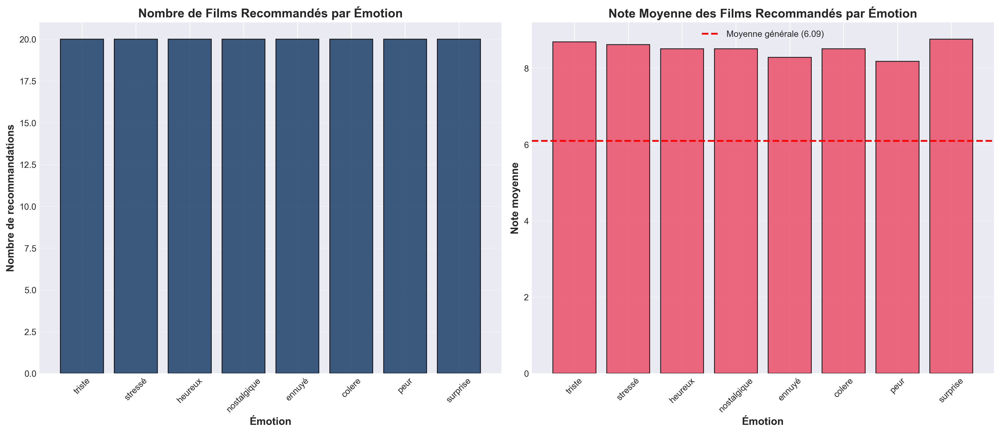 Nombre de Films Recommandés par Émotion
Nombre de recommandations
20.0
17.5
15.0
12.5
10.0
7.5
5.0
2.5
0.0
triste
stressé
heureux
nostalgique
ennuyé
colere
peur
surprise
Émotion
Note Moyenne des Films Recommandés par Émotion
Moyenne générale (6.09)
Note moyenne
8
6
4
2
0
triste
stressé
heureux
nostalgique
ennuyé
colere
peur
surprise
Émotion